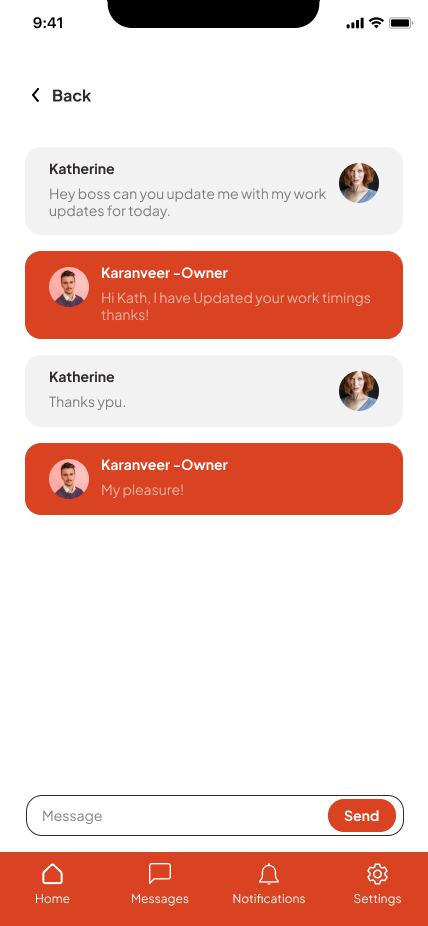 9:41
Back
Katherine
Hey boss can you update me with my work
updates for today.
Karanveer -Owner
Hi Kath, I have Updated your work timings
thanks!
Katherine
Thanks ypu.
Karanveer -Owner
My pleasure!
Message
Send
Home
Messages
Notifications
Settings